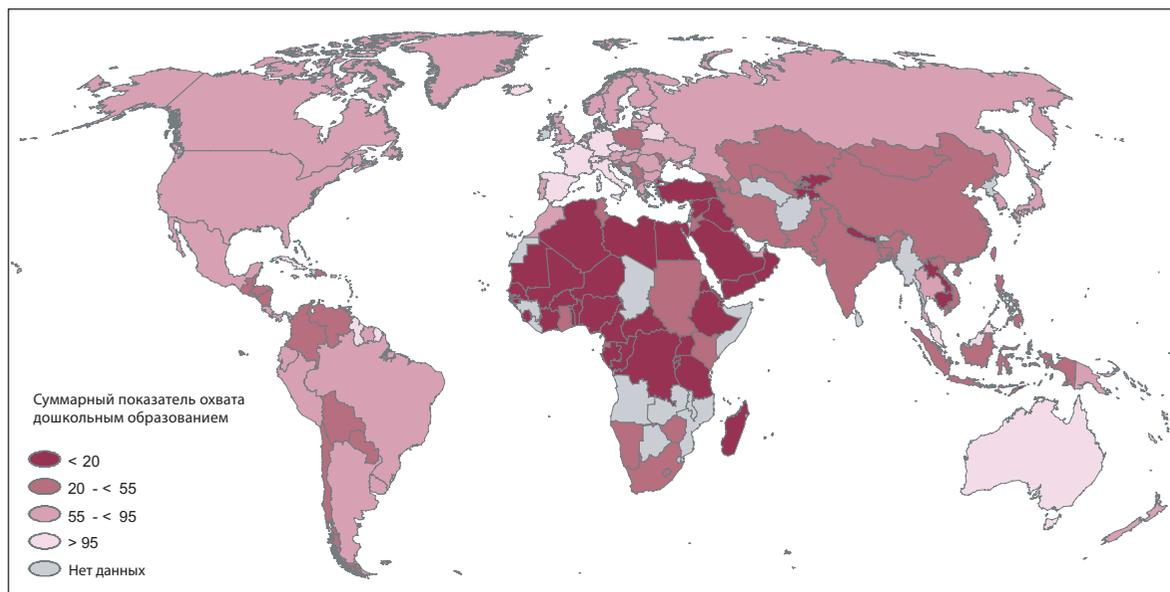 Суммарный показатель охвата
дошкольным образованием
< 20
20 - < 55
55 - < 95
> 95
Нет данных